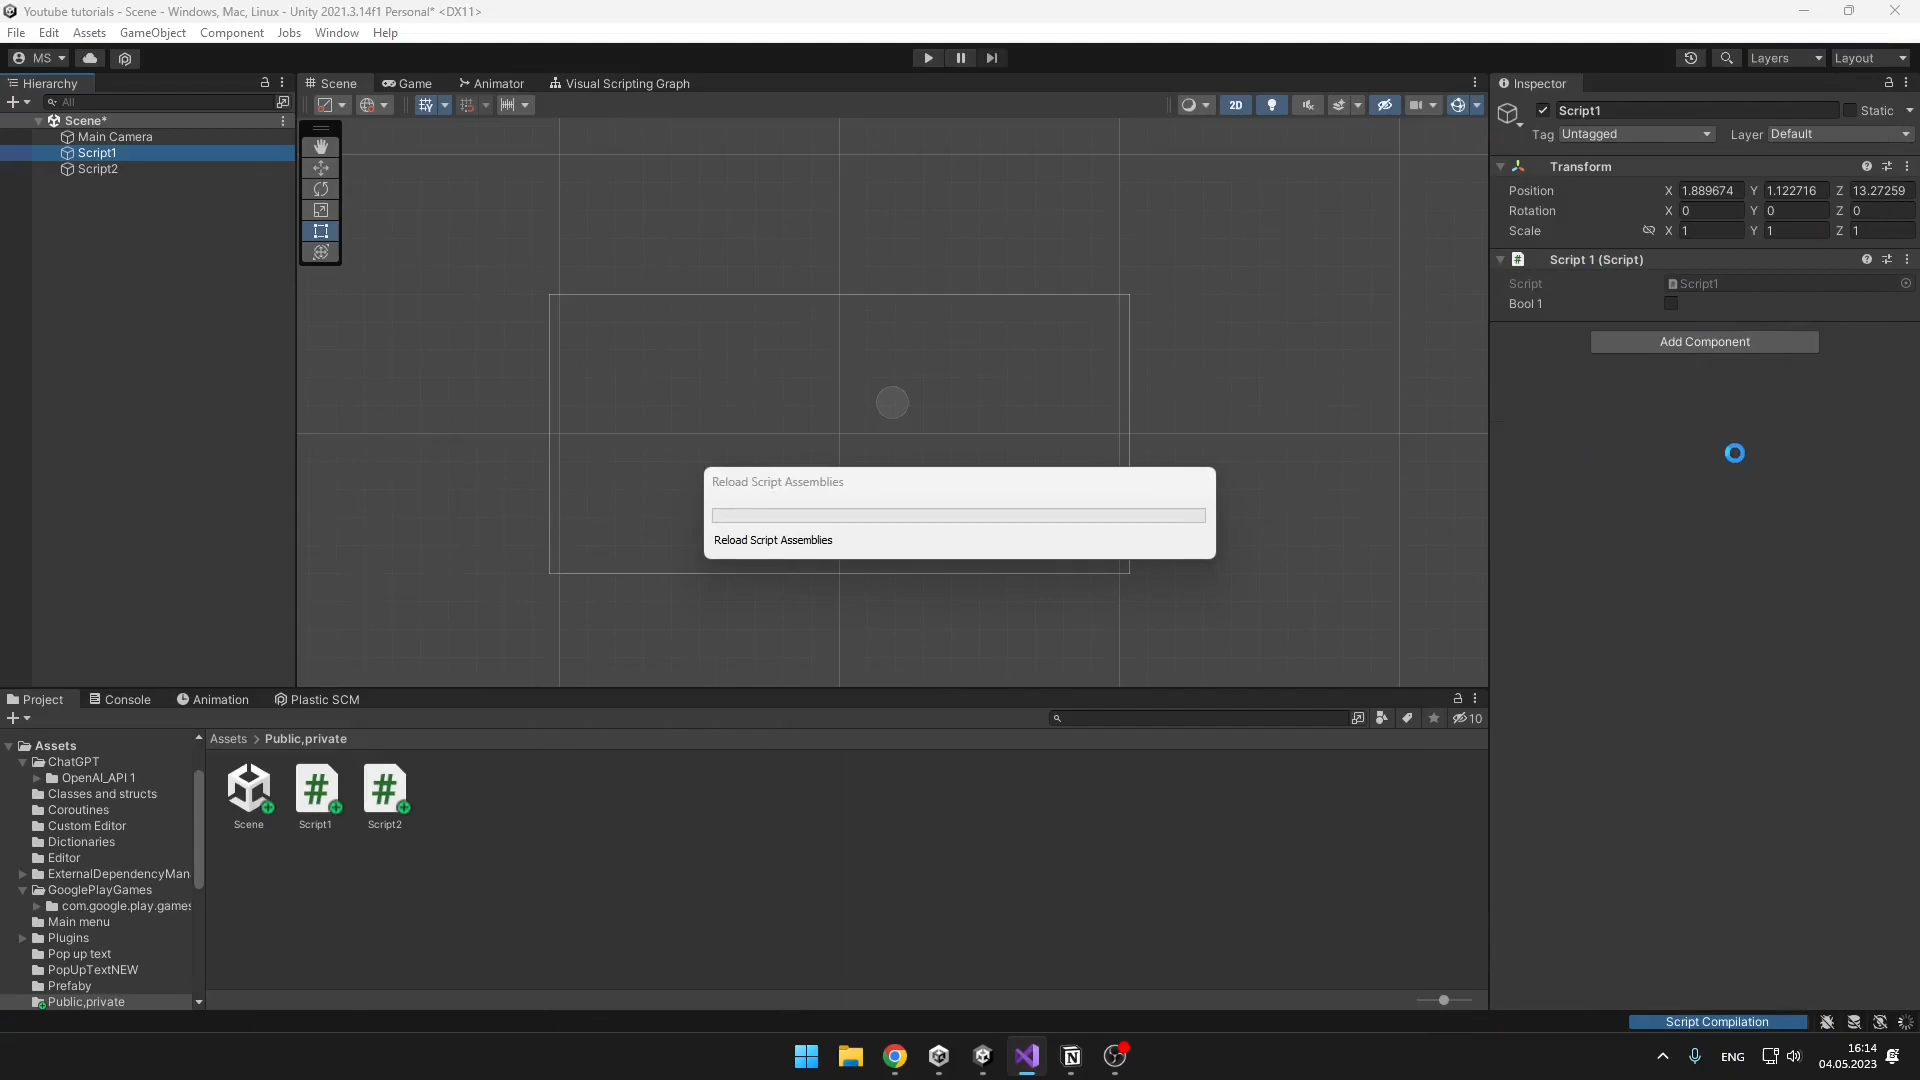 Youtube tutorials - Scene - Windows, Mac, Linux - Unity 2021.3.14f1 Personal* <DX11>
File Edit Assets GameObject Component Jobs Window Help
MS Layers Layout
Hierarchy
All
Scene*
Main Camera
Script1
Script2
Scene Game Animator Visual Scripting Graph
2D
Reload Script Assemblies
Reload Script Assemblies
Inspector
Script1 Static
Tag Untagged Layer Default
Transform
Position X 1.889674 Y 1.122716 Z 13.27259
Rotation X 0 Y 0 Z 0
Scale X 1 Y 1 Z 1
# Script 1 (Script)
Script Script1
Bool 1
Add Component
Project Console Animation Plastic SCM
10
Assets
ChatGPT
OpenAI_API 1
Classes and structs
Coroutines
Custom Editor
Dictionaries
Editor
ExternalDependencyMan
GooglePlayGames
com.google.play.games
Main menu
Plugins
Pop up text
PopUpTextNEW
Prefaby
Public,private
Assets > Public,private
# #
Scene Script1 Script2
Script Compilation
ENG
16:14
04.05.2023